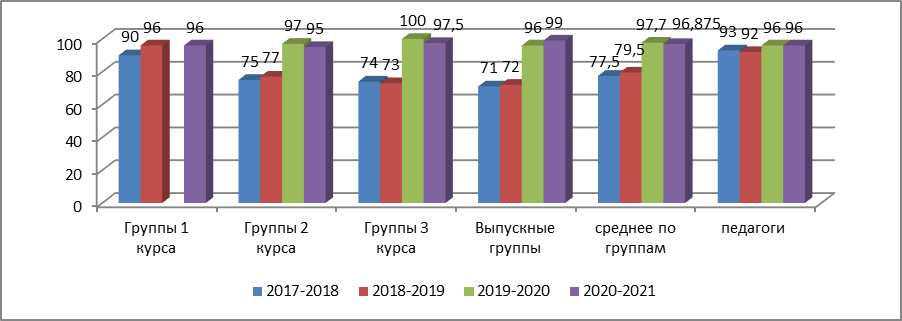 90 96 96 75 77 97 95 74 73 100 97,5 71 72 96 99 77,5 79,5 97,7 96,875 93 92 96 96
100
80
60
40
20
0
Группы 1 курса
Группы 2 курса
Группы 3 курса
Выпускные группы
среднее по группам
педагоги
2017-2018 2018-2019 2019-2020 2020-2021